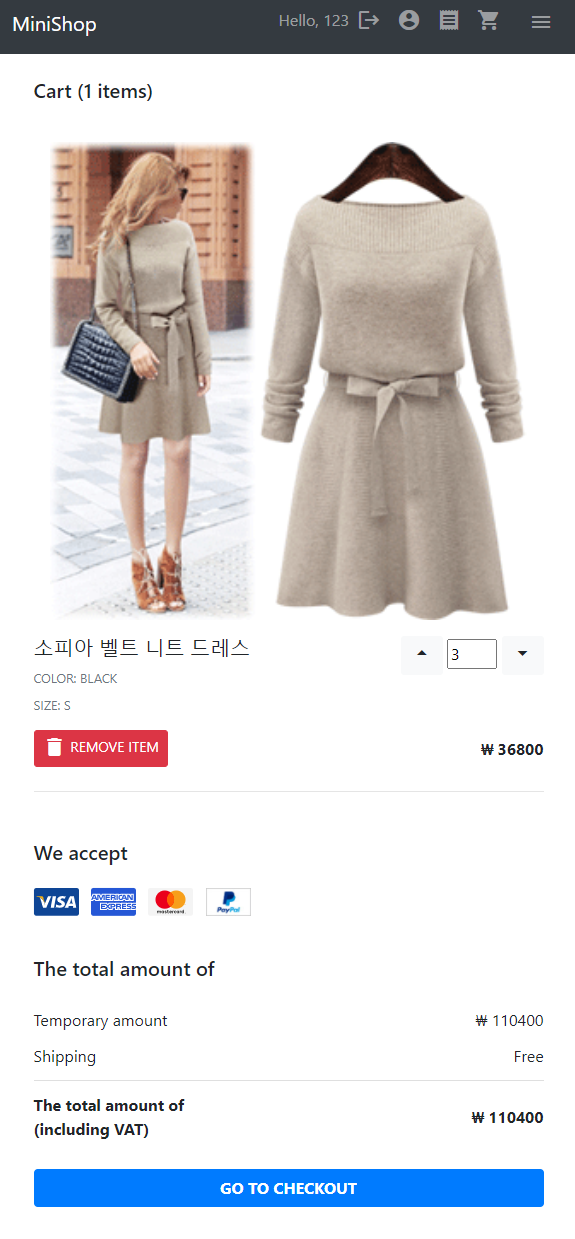 MiniShop
Hello, 123
Cart (1 items)
소피아 벨트 니트 드레스
3
COLOR: BLACK
SIZE: S
REMOVE ITEM
₩ 36800
We accept
VISA
AMERICAN
EXPRESS
mastercard
PayPal
The total amount of
Temporary amount
₩ 110400
Shipping
Free
The total amount of
(including VAT)
₩ 110400
GO TO CHECKOUT